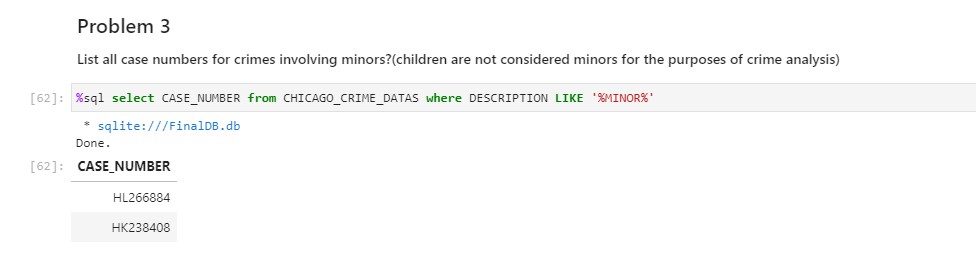 Problem 3
List all case numbers for crimes involving minors?(children are not considered minors for the purposes of crime analysis)
[62]: %sql select CASE_NUMBER from CHICAGO_CRIME_DATAS where DESCRIPTION LIKE '%MINOR%'
* sqlite:///FinalDB.db
Done.
[62]: CASE_NUMBER
HL266884
HK238408